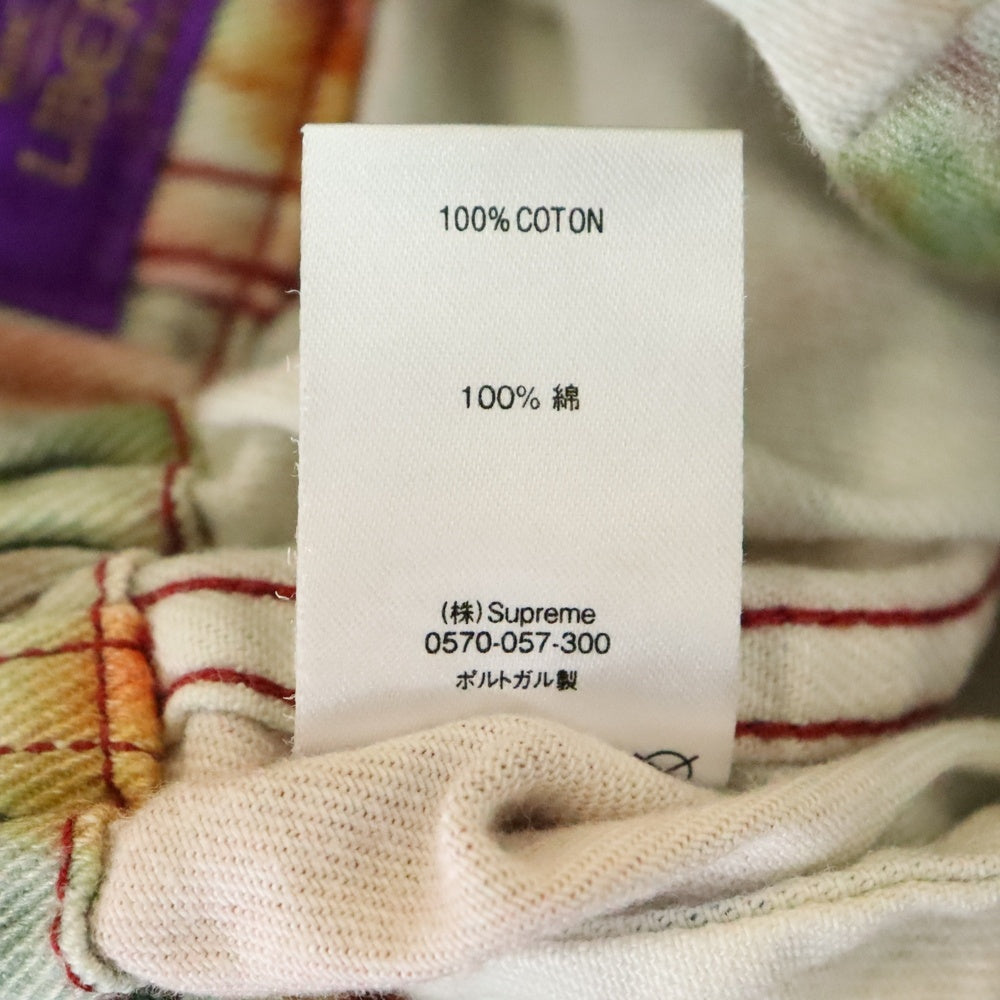 100% COTON
100% 綿
(株) Supreme
0570-057-300
ポルトガル製